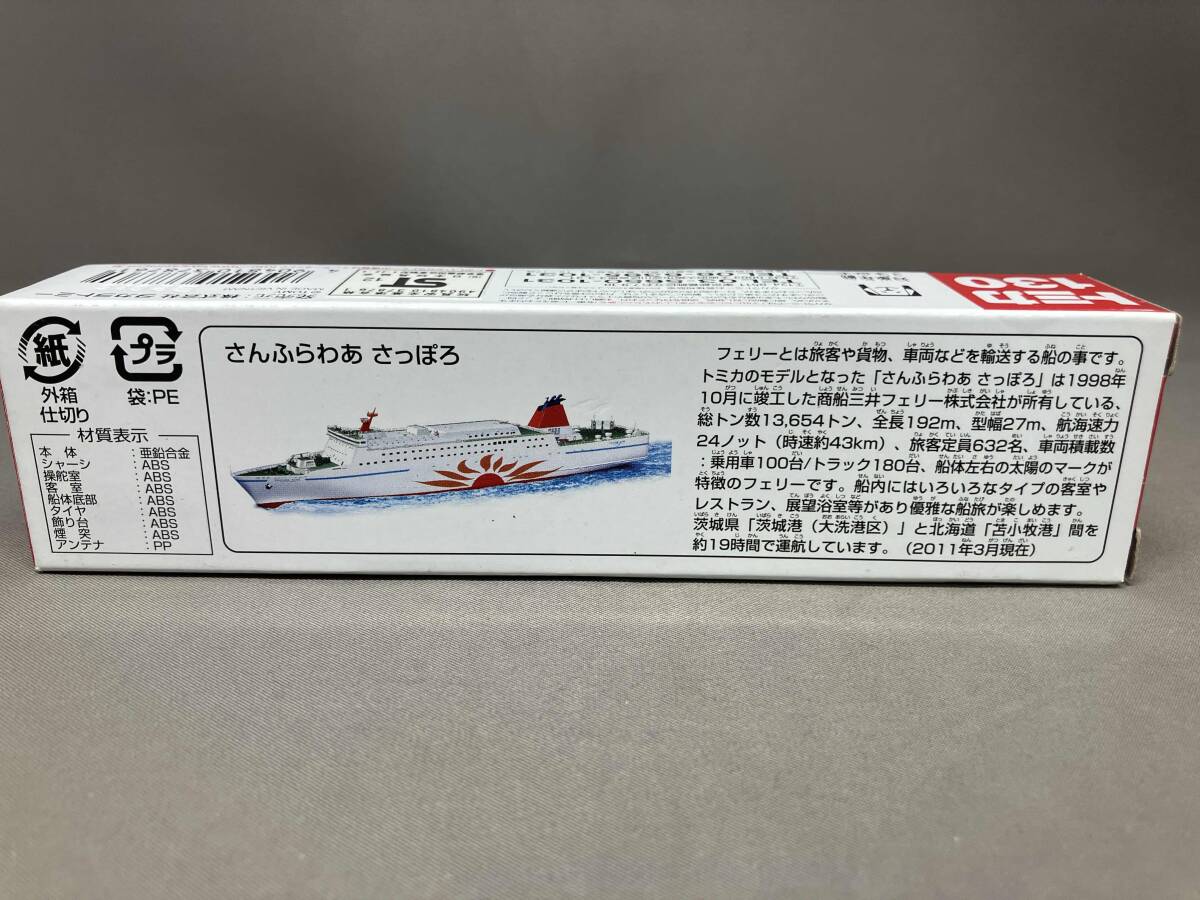 トミカ
130
ST
TEL 04-7146-0371
紙
外箱
仕切り
プラ
袋:PE
材質表示
本体:亜鉛合金
シャーシ:ABS
操舵室:ABS
客室:ABS
船体底部:ABS
タイヤ:ABS
飾り台:ABS
煙突:ABS
アンテナ:PP
さんふらわあ さっぽろ
フェリーとは旅客や貨物、車両などを輸送する船の事です。
トミカのモデルとなった「さんふらわあ さっぽろ」は1998年
10月に竣工した商船三井フェリー株式会社が所有している、
総トン数13,654トン、全長192m、型幅27m、航海速力
24ノット（時速約43km）、旅客定員632名、車両積載数
:乗用車100台/トラック180台、船体左右の太陽のマークが
特徴のフェリーです。船内にはいろいろなタイプの客室や
レストラン、展望浴室等があり優雅な船旅が楽しめます。
茨城県「茨城港（大洗港区）」と北海道「苫小牧港」間を
約19時間で運航しています。（2011年3月現在）